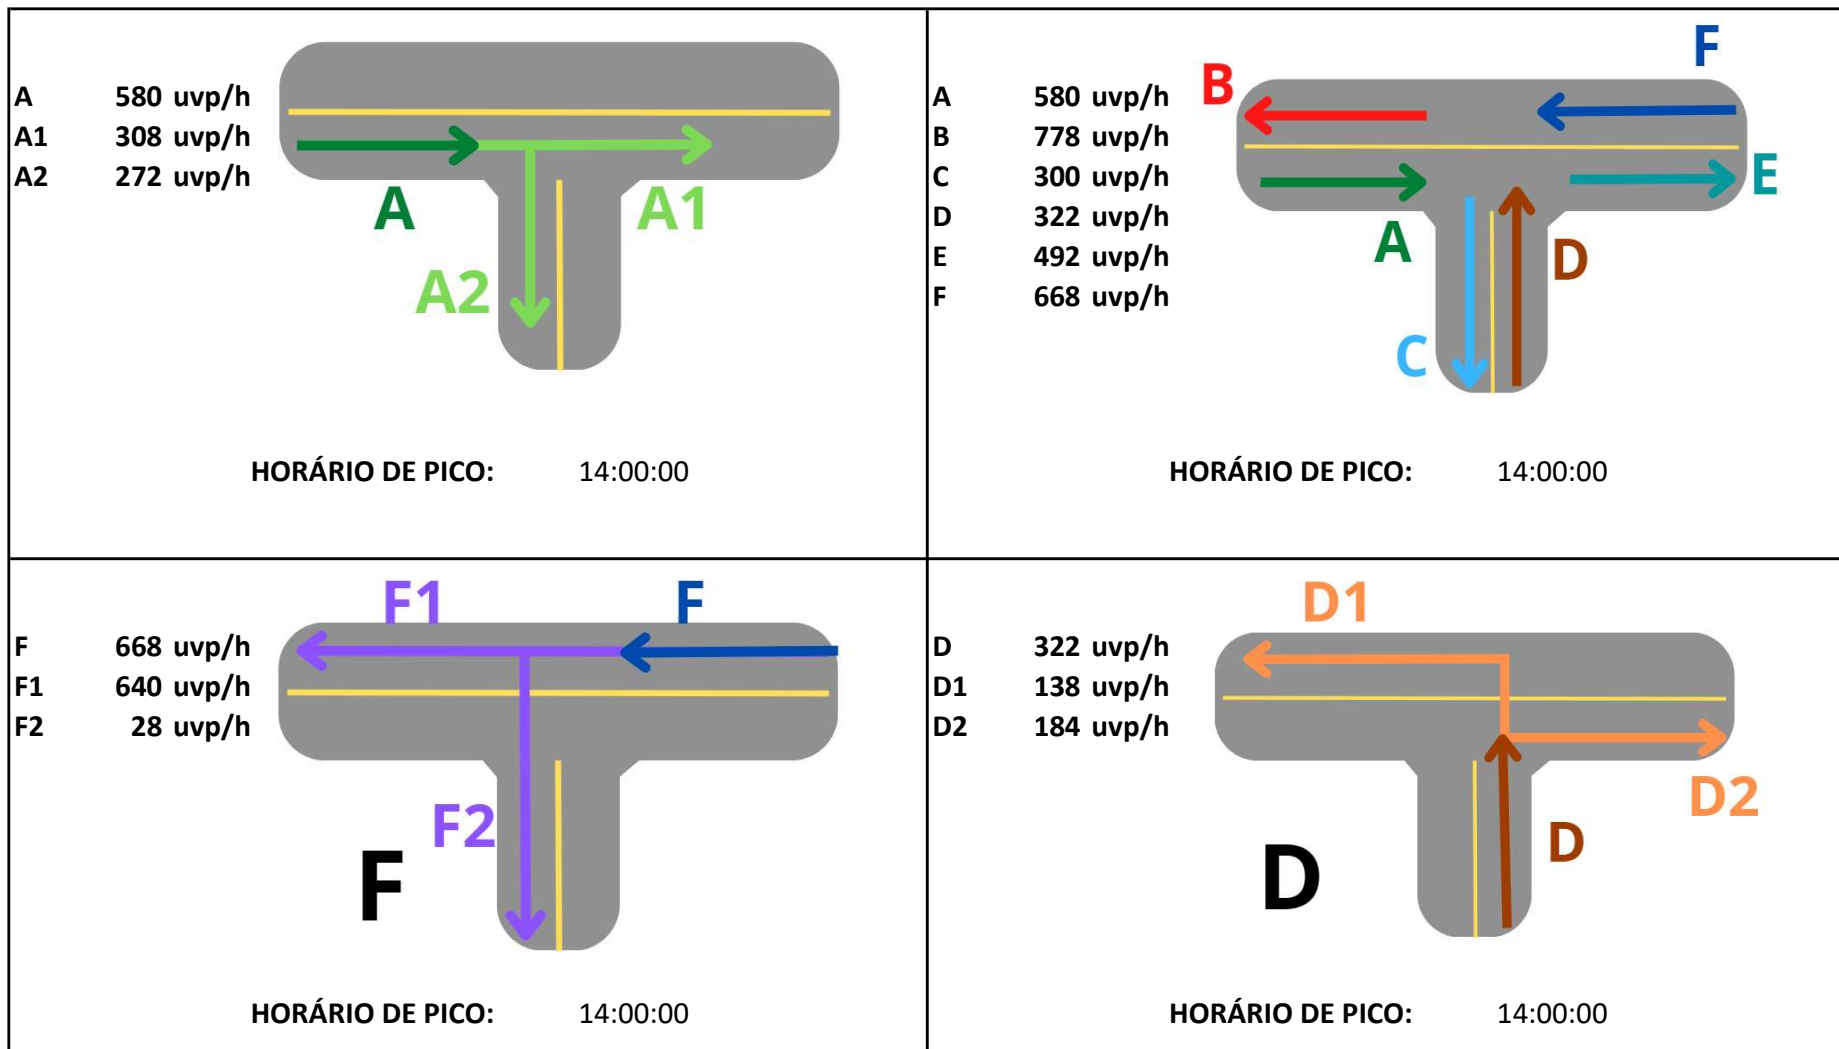 A 580 uvp/h
A1 308 uvp/h
A2 272 uvp/h
A
A1
A2
HORÁRIO DE PICO: 14:00:00
A 580 uvp/h
B 778 uvp/h
C 300 uvp/h
D 322 uvp/h
E 492 uvp/h
F 668 uvp/h
F
B
E
A
D
C
HORÁRIO DE PICO: 14:00:00
F 668 uvp/h
F1 640 uvp/h
F2 28 uvp/h
F1
F
F2
F
HORÁRIO DE PICO: 14:00:00
D 322 uvp/h
D1 138 uvp/h
D2 184 uvp/h
D1
D2
D
D
HORÁRIO DE PICO: 14:00:00